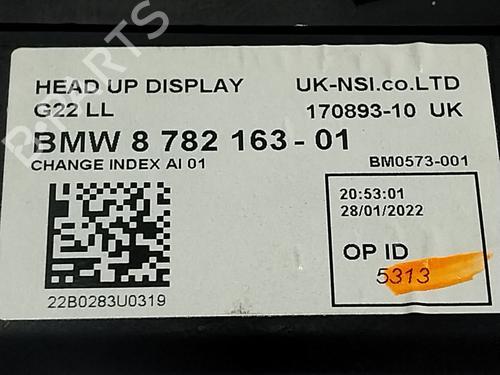 HEAD UP DISPLAY UK-NSI.co.LTD
G22 LL 170893-10 UK
BMW 8 782 163-01
CHANGE INDEX AI 01 BM0573-001
20:53:01
28/01/2022
OP ID
5313
22B0283U0319